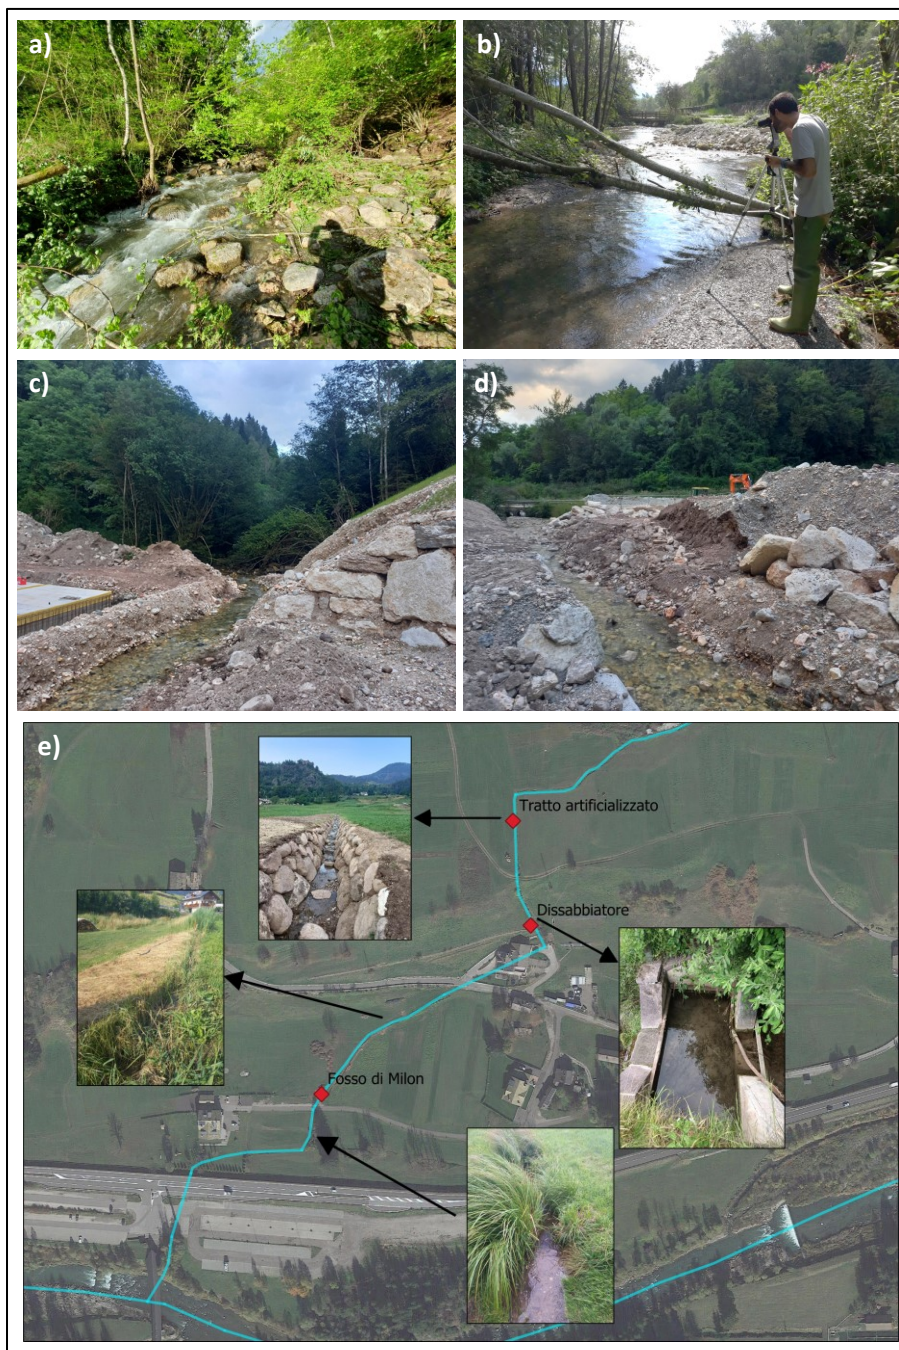 a)
b)
c)
d)
e)
Tratto artificializzato
Dissabbiatore
Fosso di Milon